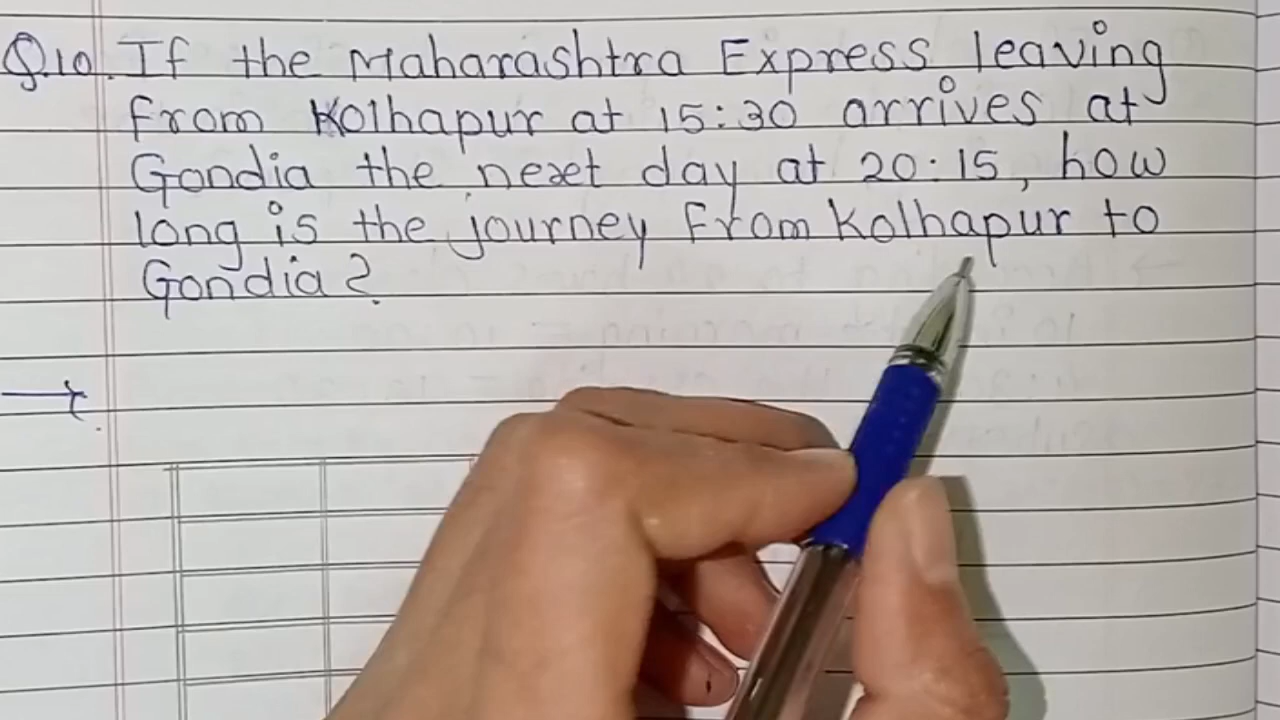 Q.10. If the Maharashtra Express leaving
from Kolhapur at 15:30 arrives at
Gondia the next day at 20:15, how
long is the journey from Kolhapur to
Gondia?